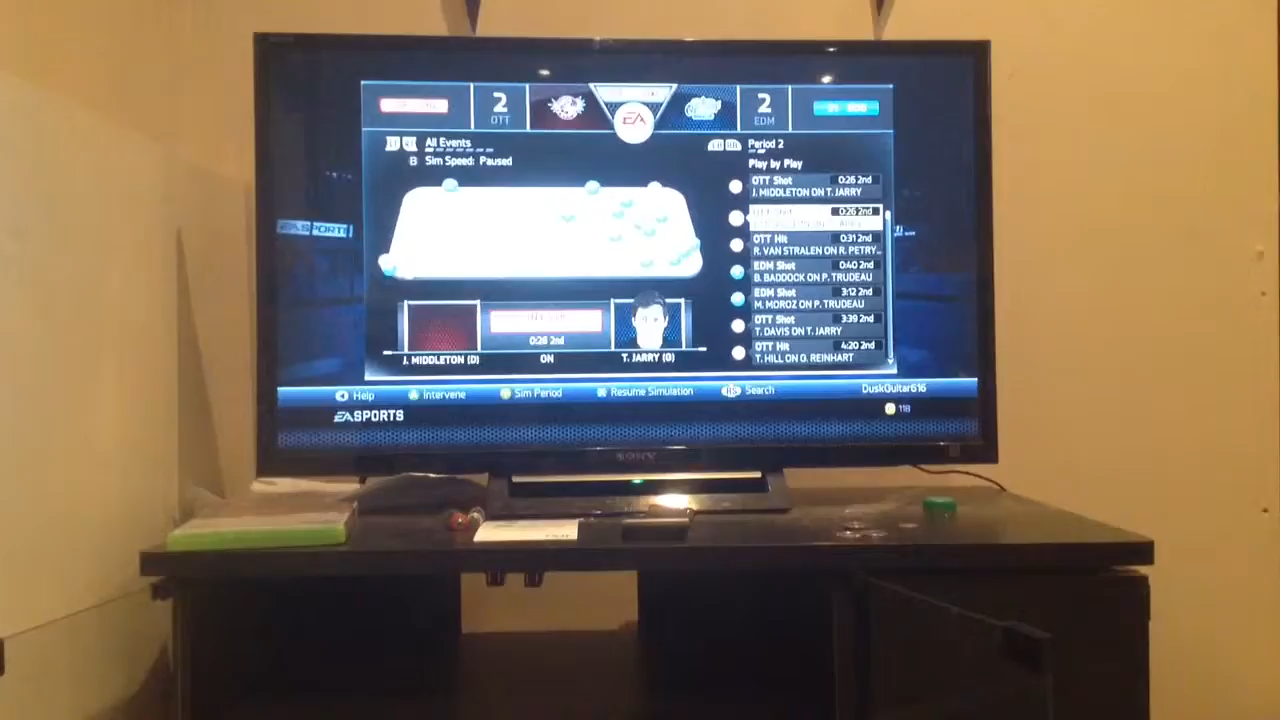 2
OTT
EA
2
EDM
All Events
Period 2
B Sim Speed: Paused
Play by Play
OTT Shot 0:26 2nd
J. MIDDLETON ON T. JARRY
0:26 2nd
OTT Hit 0:31 2nd
R. VAN STRALEN ON R. PETRY...
EDM Shot 0:40 2nd
B. BADDOCK ON P. TRUDEAU
EDM Shot 3:12 2nd
M. MOROZ ON P. TRUDEAU
OTT Shot 3:39 2nd
T. DAVIS ON T. JARRY
OTT Hit 4:20 2nd
T. HILL ON G. REINHART
EA SPORTS
0:26 2nd
J. MIDDLETON (D) ON T. JARRY (G)
Help Intervene Sim Period Resume Simulation RS Search DuskGuitar616
EA SPORTS
118
SONY